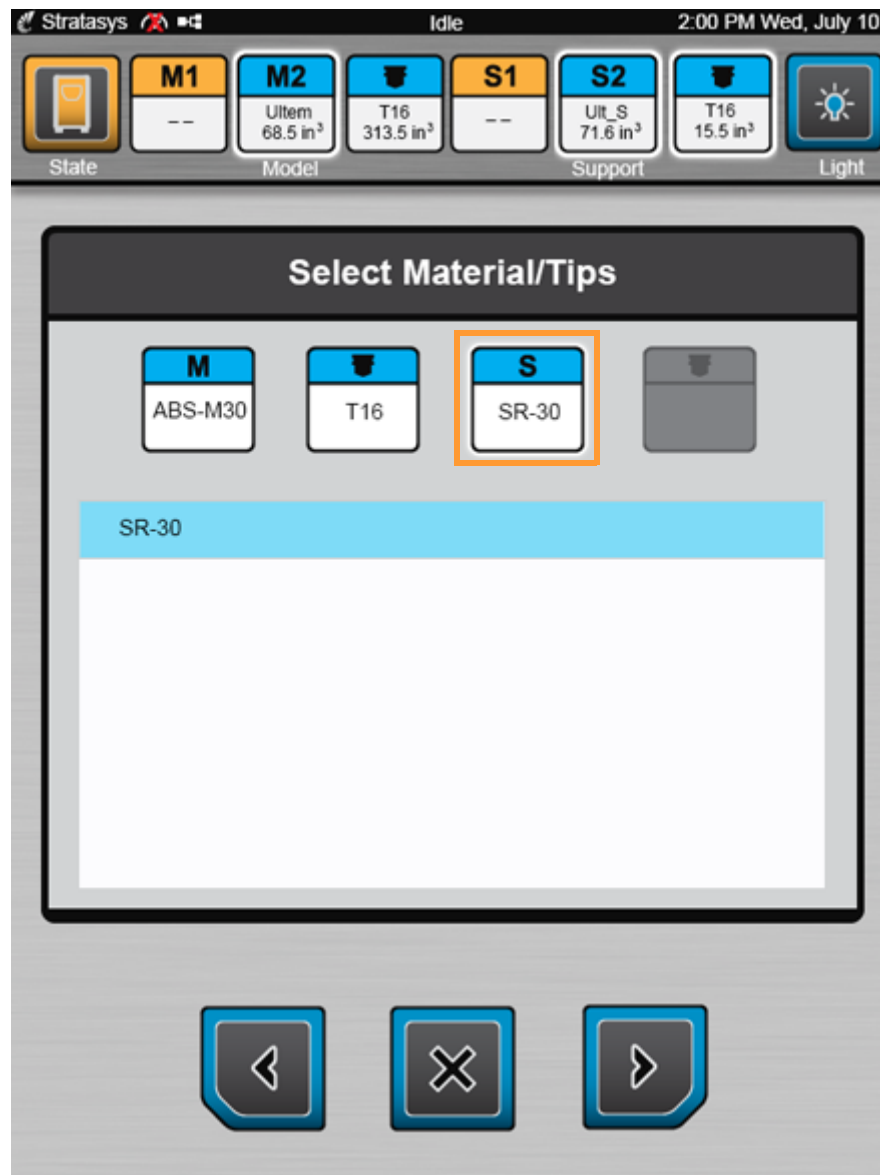 Stratasys Idle 2:00 PM Wed, July 10
M1 M2 S1 S2
-- Ultem T16 -- Ult_S T16
68.5 in³ 313.5 in³ 71.6 in³ 15.5 in³
State Model Support Light
Select Material/Tips
M S
ABS-M30 T16 SR-30
SR-30